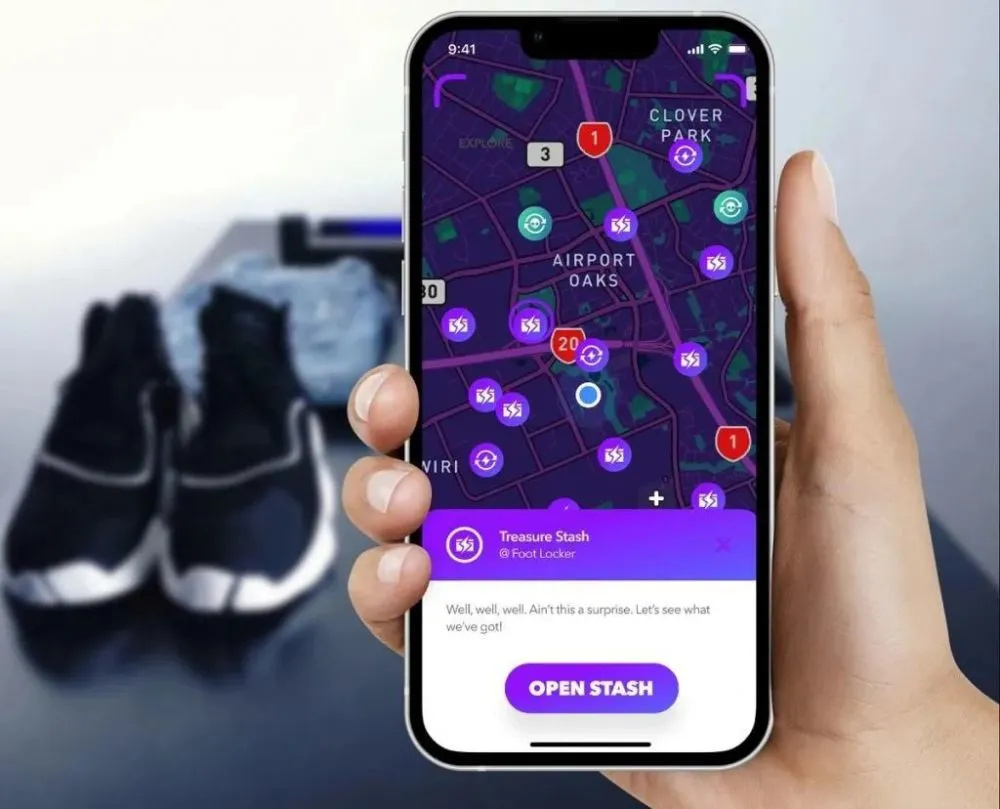 9:41
CLOVER
PARK
1
EXPLORE
3
AIRPORT
OAKS
30
20
1
WIRI
Treasure Stash
@ Foot Locker
Well, well, well. Ain't this a surprise. Let's see what
we've got!
OPEN STASH